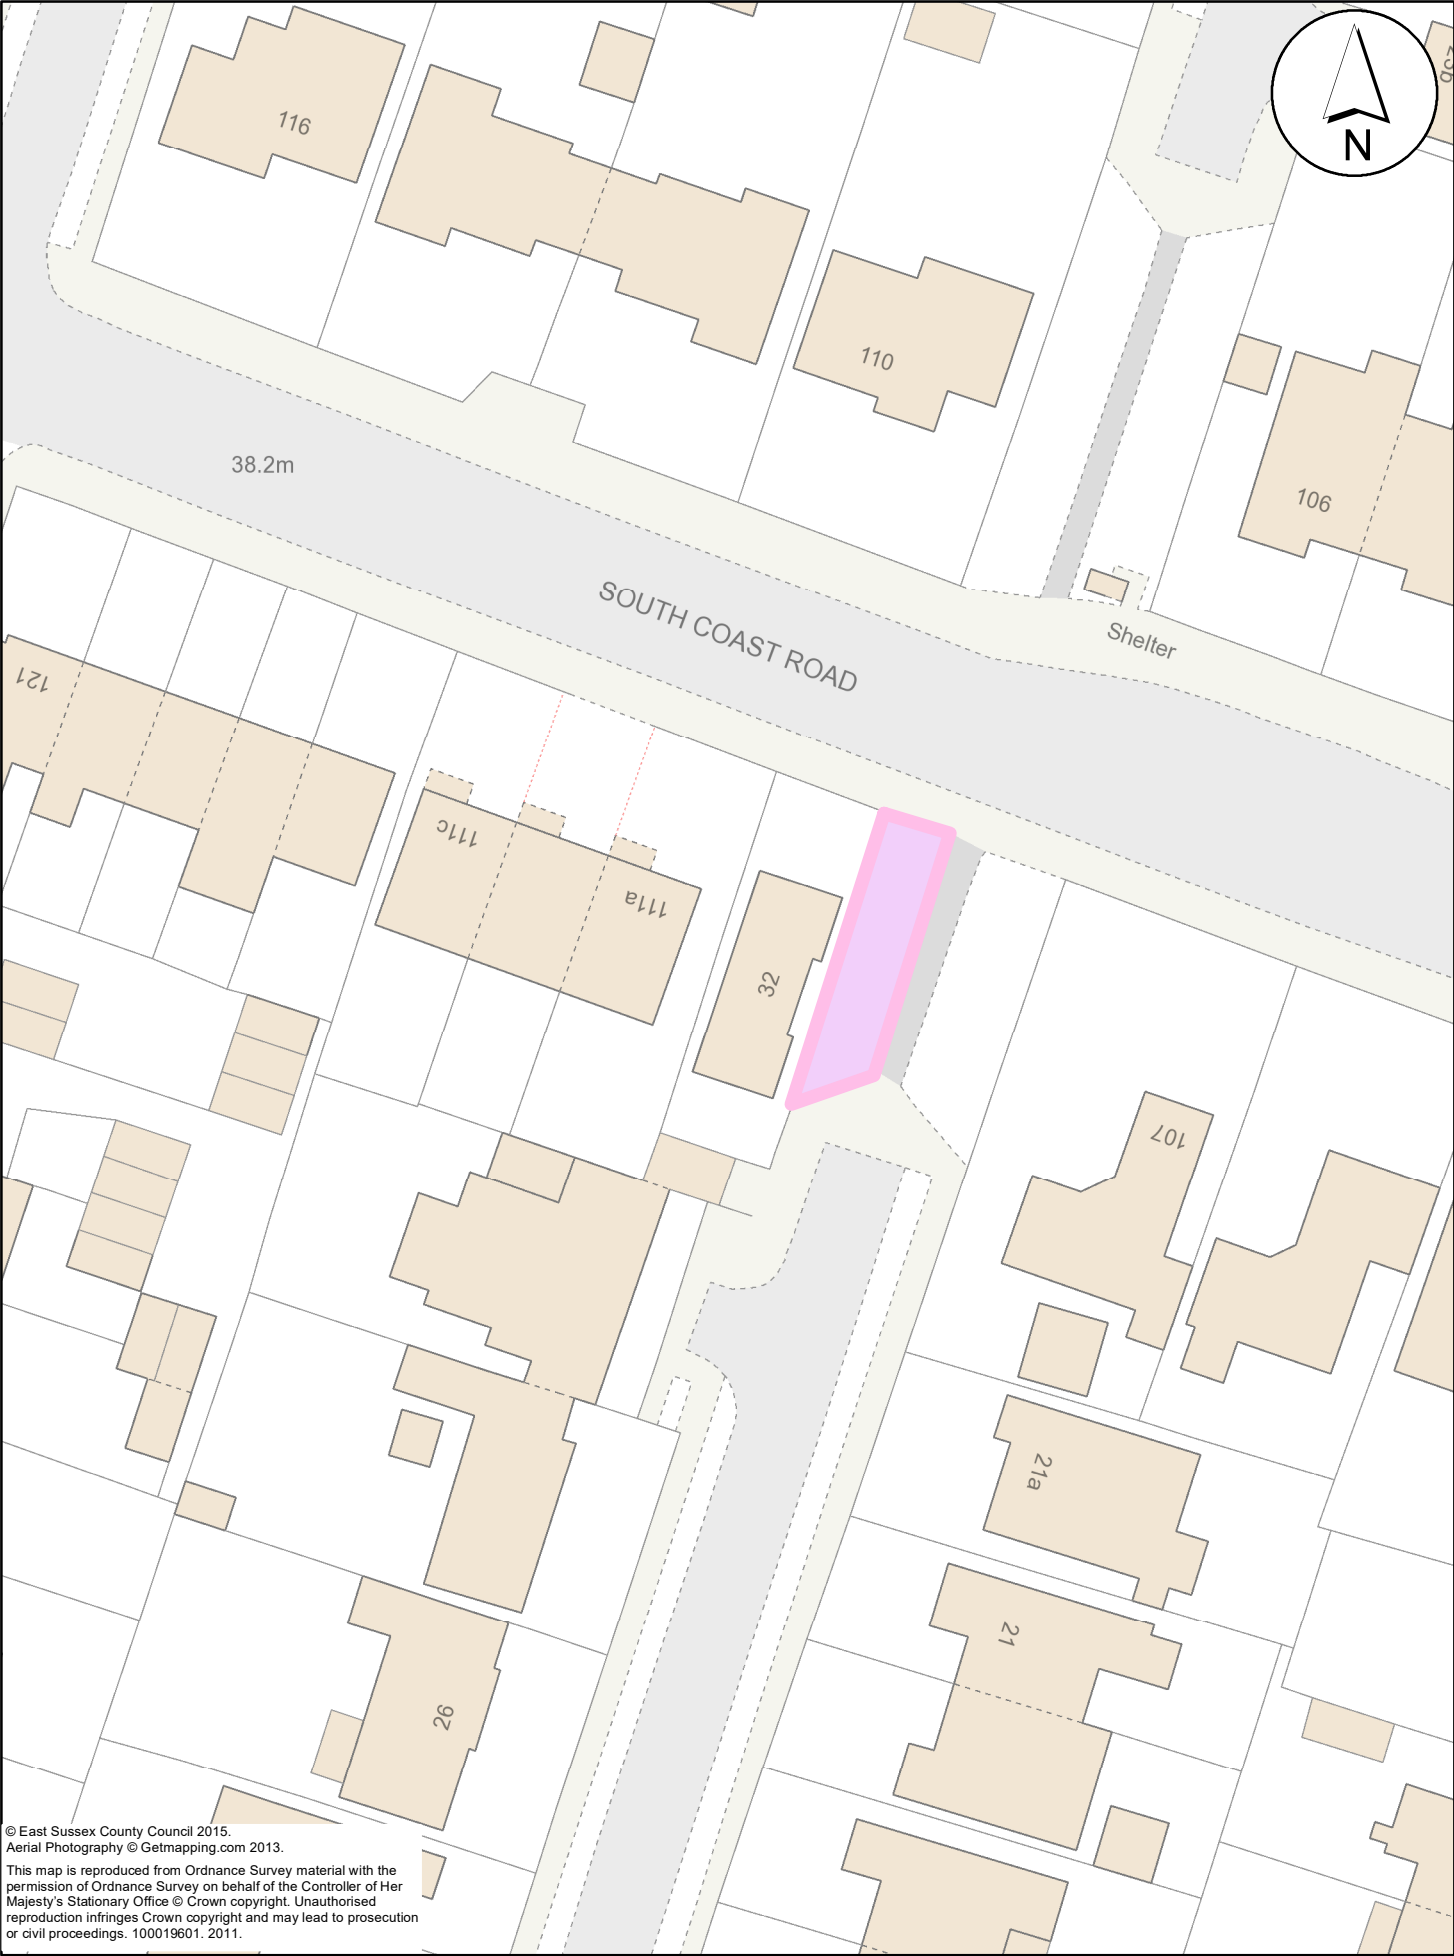 116
N
23b
110
38.2m
106
SOUTH COAST ROAD
Shelter
121
111c
111a
32
107
21a
21
26
© East Sussex County Council 2015.
Aerial Photography © Getmapping.com 2013.
This map is reproduced from Ordnance Survey material with the
permission of Ordnance Survey on behalf of the Controller of Her
Majesty's Stationary Office © Crown copyright. Unauthorised
reproduction infringes Crown copyright and may lead to prosecution
or civil proceedings. 100019601. 2011.